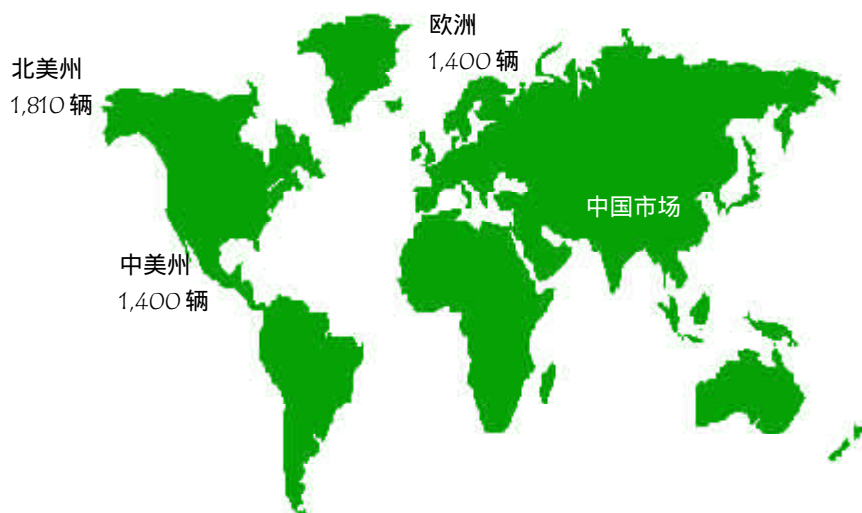 欧洲
1,400 辆
北美州
1,810 辆
中国市场
中美州
1,400 辆